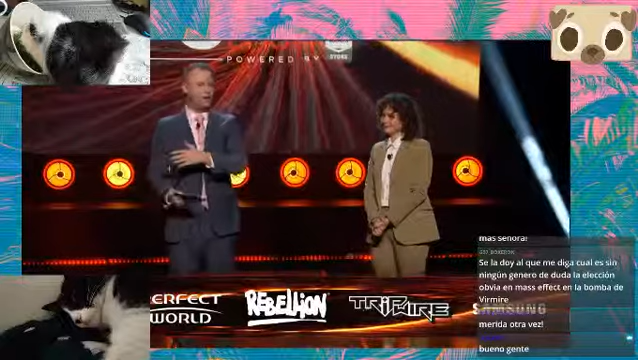 POWERED BY
STORE
PERFECT
WORLD
REBELLION
TRIPWIRE
SAMSUNG
mas señora!
Se la doy al que me diga cual es sin
ningún genero de duda la elección
obvia en mass effect en la bomba de
Virmire
merida otra vez!
bueno gente